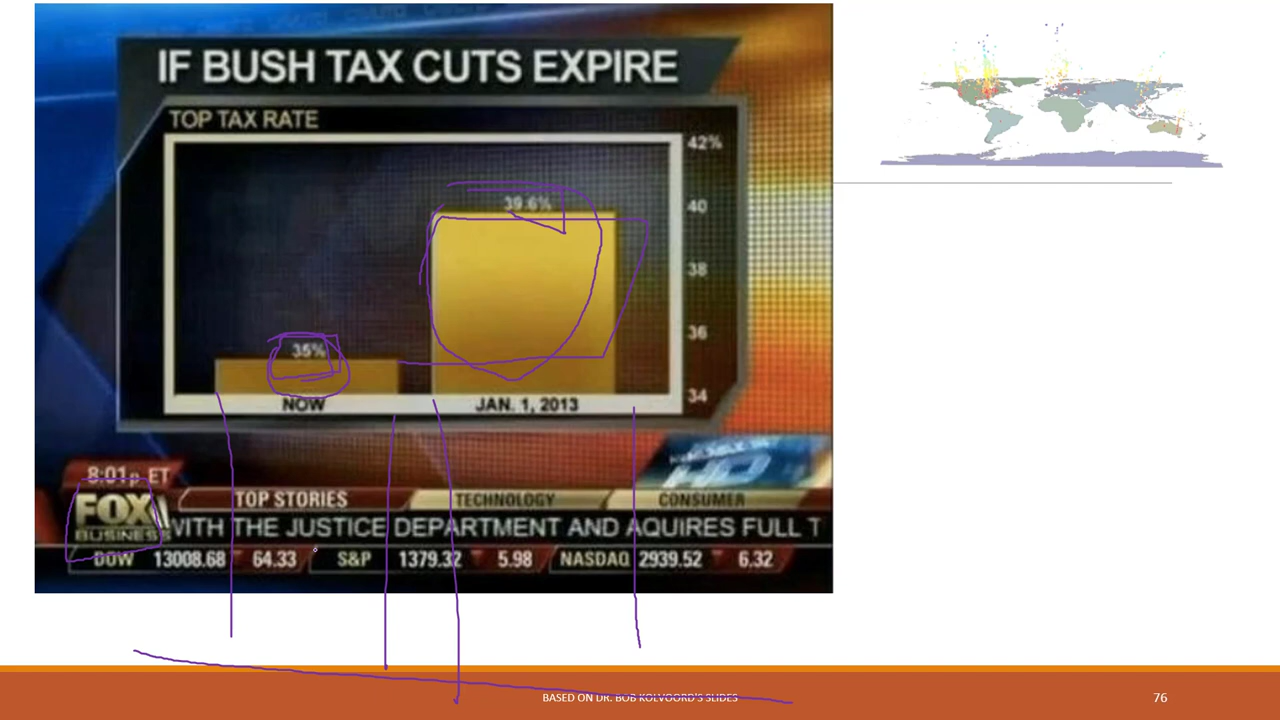 IF BUSH TAX CUTS EXPIRE
TOP TAX RATE
42%
40
38
36
34
39.6%
35%
NOW JAN. 1, 2013
8:01p ET
HD
FOX
BUSINESS
TOP STORIES TECHNOLOGY CONSUMER
WITH THE JUSTICE DEPARTMENT AND AQUIRES FULL T
DOW 13008.68 64.33 S&P 1379.32 5.98 NASDAQ 2939.52 6.32
BASED ON DR. BOB KOLVOORD'S SLIDES
76